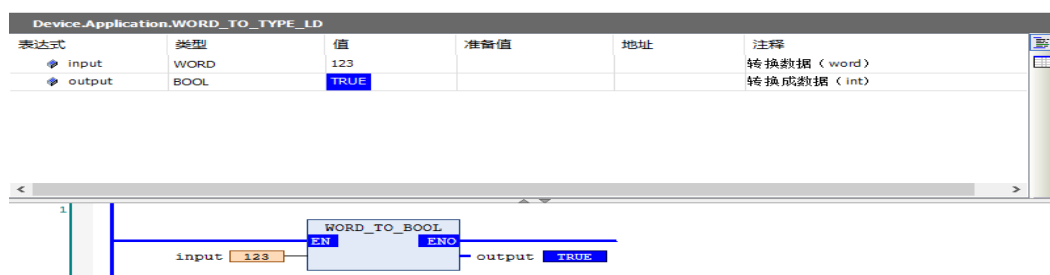 Device.Application.WORD_TO_TYPE_LD
表达式 类型 值 准备值 地址 注释
input WORD 123 转换数据（word）
output BOOL TRUE 转换成数据（int）
1
WORD_TO_BOOL
EN ENO
input 123 output TRUE